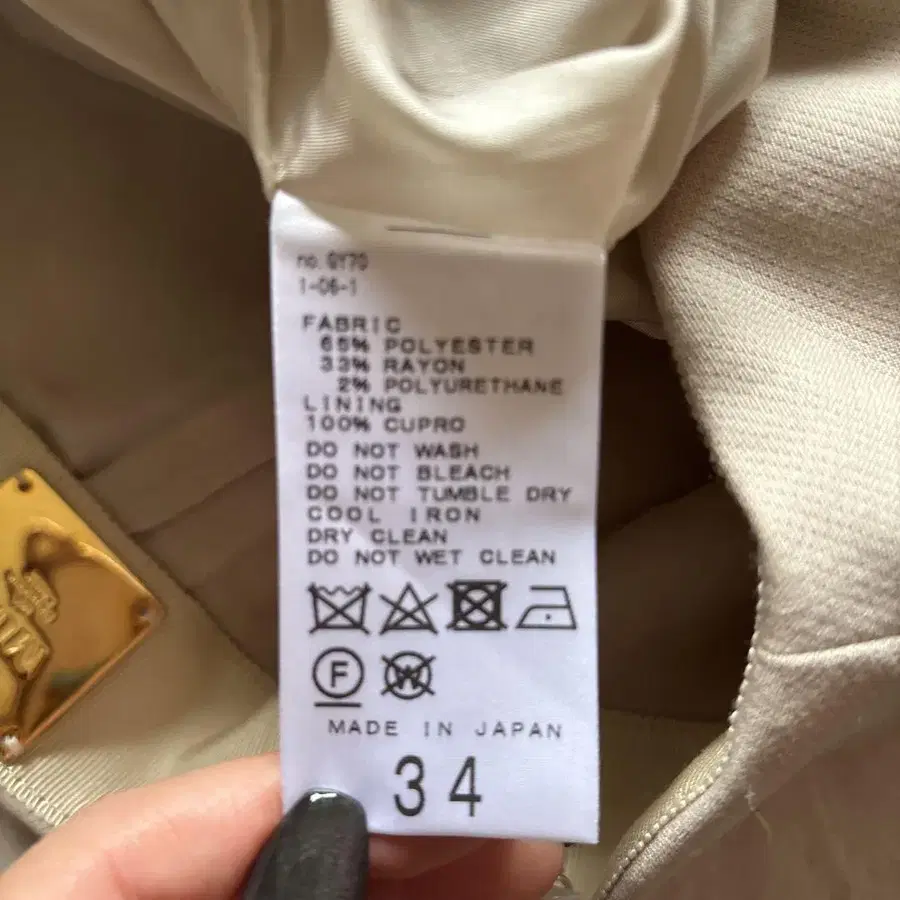 no.QY70
1-06-1
FABRIC
65% POLYESTER
33% RAYON
2% POLYURETHANE
LINING
100% CUPRO
DO NOT WASH
DO NOT BLEACH
DO NOT TUMBLE DRY
COOL IRON
DRY CLEAN
DO NOT WET CLEAN
F W
MADE IN JAPAN
34